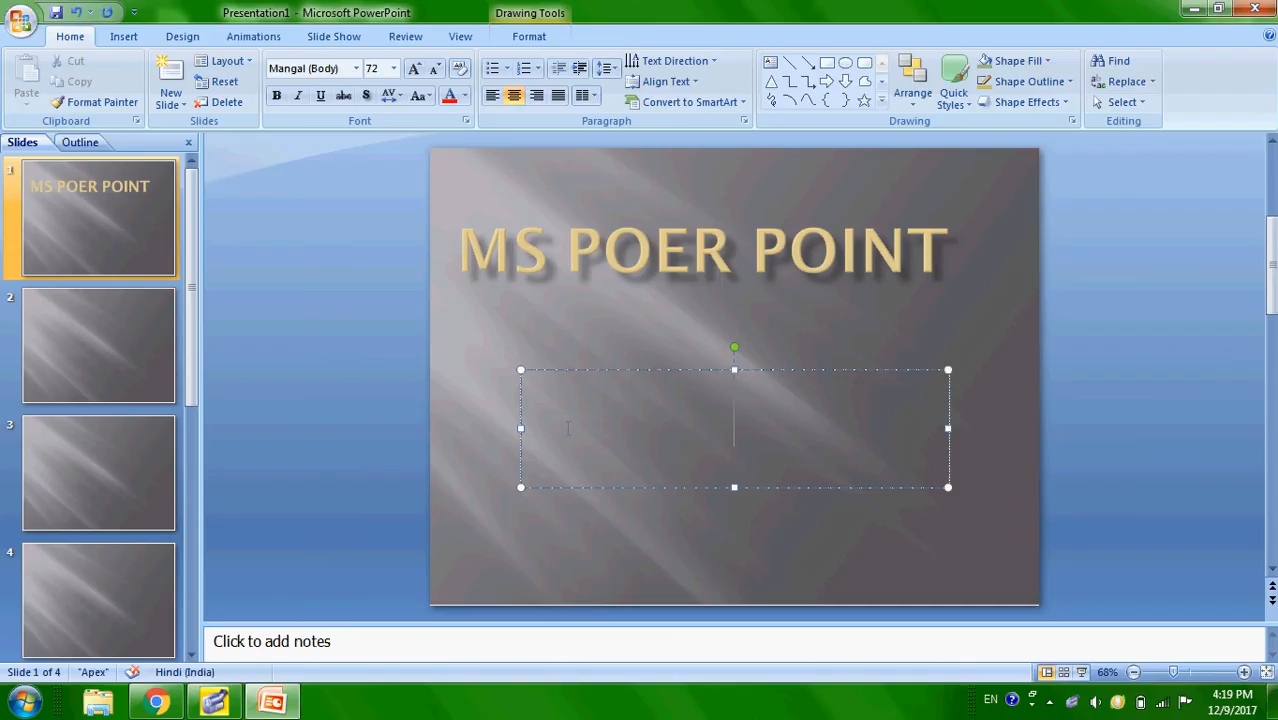 Presentation1 - Microsoft PowerPoint
Drawing Tools
Home
Insert
Design
Animations
Slide Show
Review
View
Format
Paste
Cut
Copy
Format Painter
Clipboard
New
Slide
Layout
Reset
Delete
Slides
Mangal (Body)
72
B I U abc S AV Aa A
Font
Text Direction
Align Text
Convert to SmartArt
Paragraph
Arrange
Quick
Styles
Shape Fill
Shape Outline
Shape Effects
Drawing
Find
Replace
Select
Editing
Slides
Outline
1
MS POER POINT
2
3
4
MS POER POINT
Click to add notes
Slide 1 of 4
"Apex"
Hindi (India)
68%
EN
4:19 PM
12/9/2017